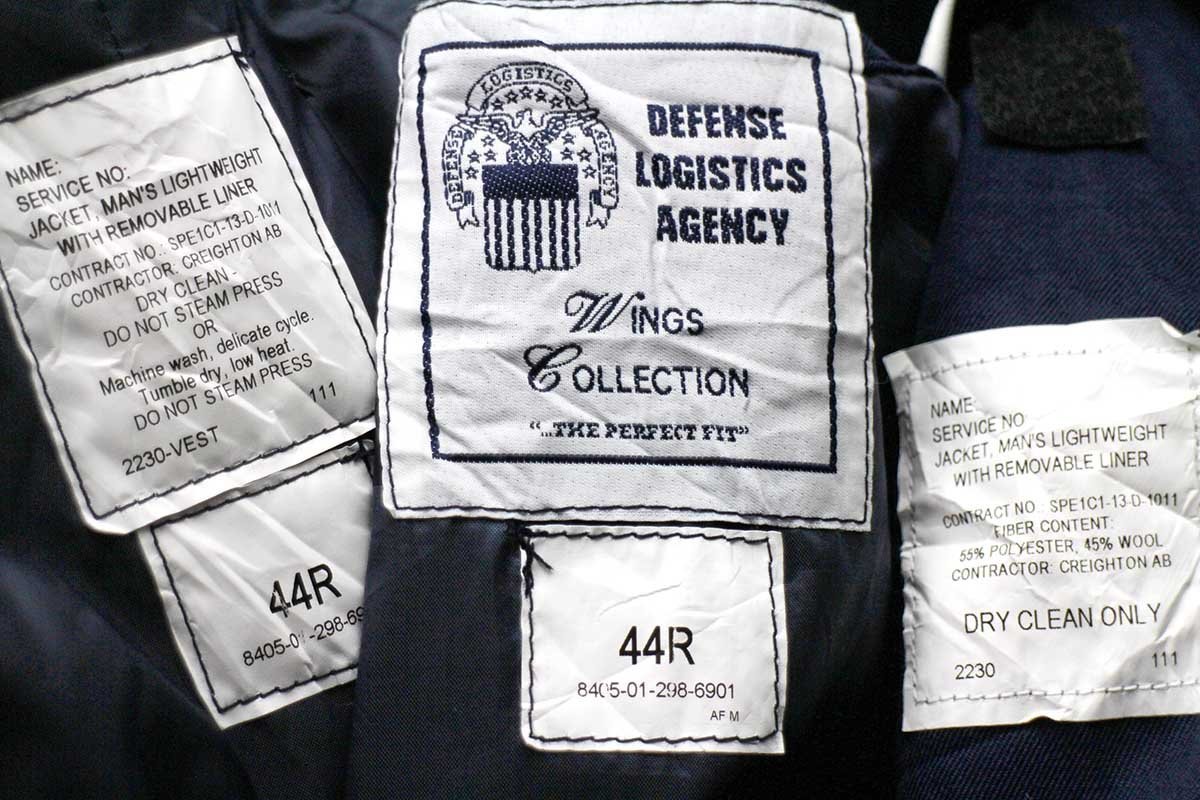 NAME:
SERVICE NO:
JACKET, MAN'S LIGHTWEIGHT
WITH REMOVABLE LINER
CONTRACT NO.: SPE1C1-13-D-1011
CONTRACTOR: CREIGHTON AB
DRY CLEAN -
DO NOT STEAM PRESS
OR
Machine wash, delicate cycle.
Tumble dry, low heat.
DO NOT STEAM PRESS
111
2230-VEST
44R
8405-01-298-69
LOGISTICS
DEFENSE
AGENCY
DEFENSE
LOGISTICS
AGENCY
WINGS
COLLECTION
"...THE PERFECT FIT"
44R
8405-01-298-6901
AF M
NAME:
SERVICE NO
JACKET, MAN'S LIGHTWEIGHT
WITH REMOVABLE LINER
CONTRACT NO.: SPE1C1-13-D-1011
FIBER CONTENT:
55% POLYESTER, 45% WOOL
CONTRACTOR: CREIGHTON AB
DRY CLEAN ONLY
2230 111